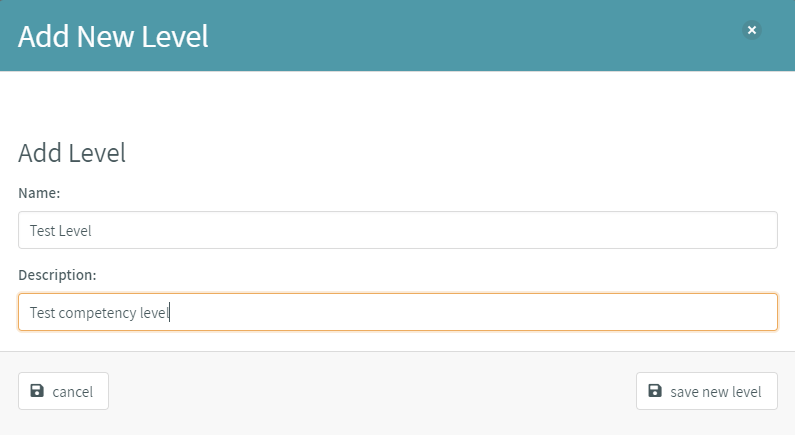 Add New Level
Add Level
Name:
Test Level
Description:
Test competency level
cancel
save new level